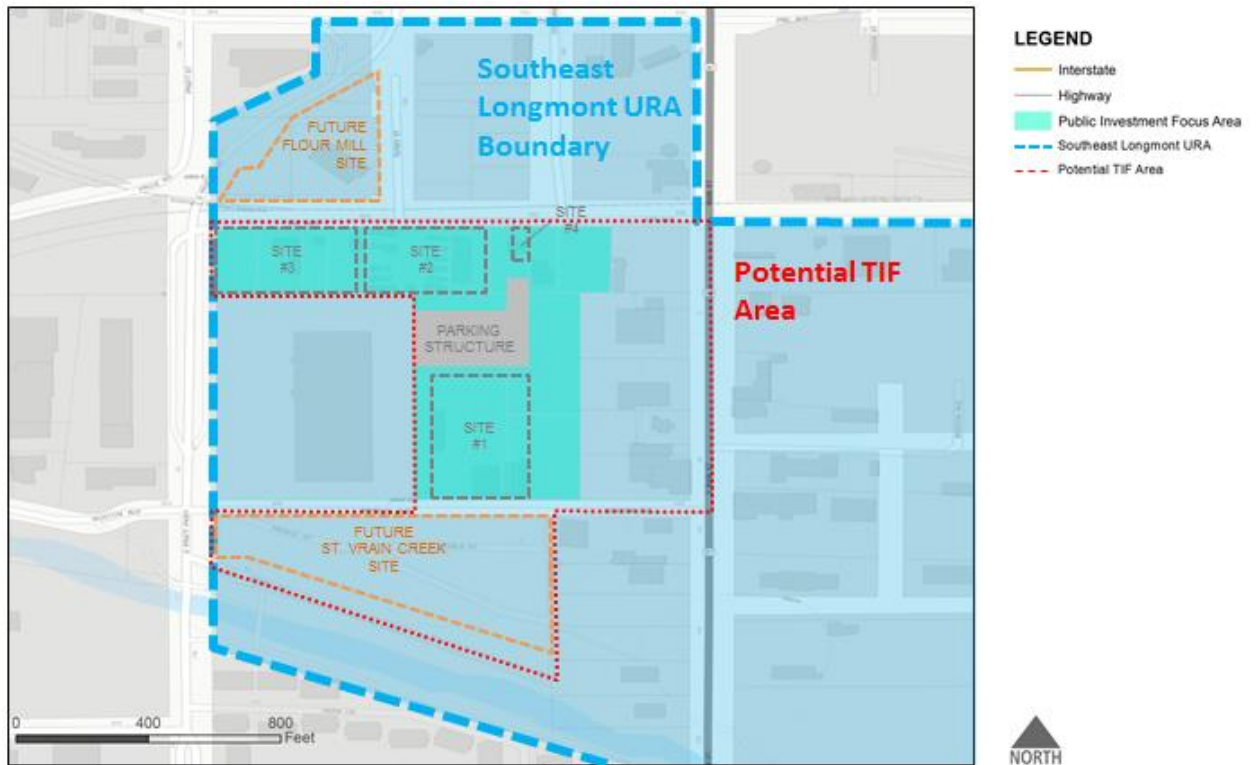 Southeast
Longmont URA
Boundary
FUTURE
FLOUR MILL
SITE
SITE
#4
SITE
#3
SITE
#2
Potential TIF
Area
PARKING
STRUCTURE
SITE
#1
FUTURE
ST. VRAIN CREEK
SITE
0 400 800
Feet
LEGEND
Interstate
Highway
Public Investment Focus Area
Southeast Longmont URA
Potential TIF Area
NORTH